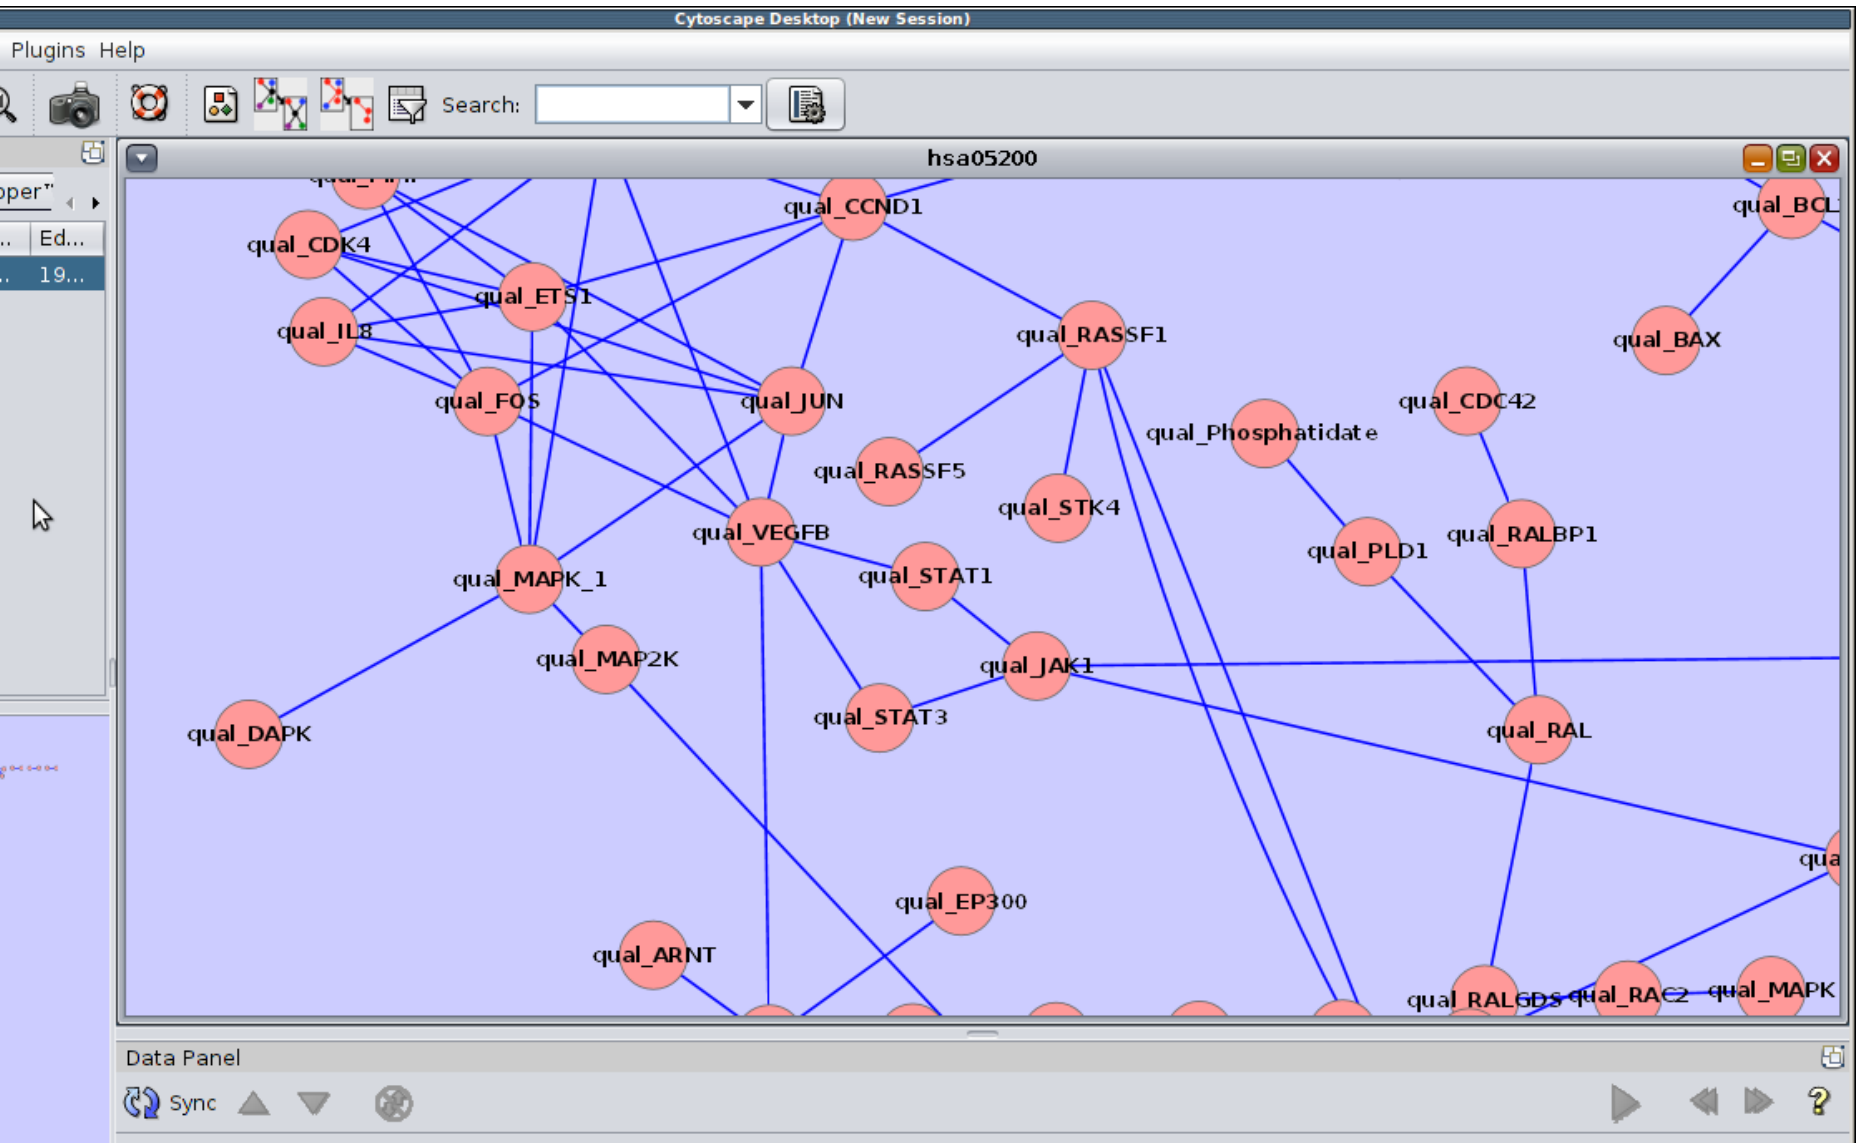 Cytoscape Desktop (New Session)
Plugins Help
Search:
hsa05200
Ed...
19...
qual_CCND1
qual_CDK4
qual_ETS1
qual_IL8
qual_RASSF1
qual_BAX
qual_FOS
qual_JUN
qual_CDC42
qual_Phosphatidate
qual_RASSF5
qual_STK4
qual_VEGFB
qual_RALBP1
qual_PLD1
qual_STAT1
qual_MAPK_1
qual_MAP2K
qual_JAK1
qual_STAT3
qual_DAPK
qual_RAL
qual_EP300
qual_ARNT
qual_RALGDS
qual_RAC2
qual_MAPK
Data Panel
Sync